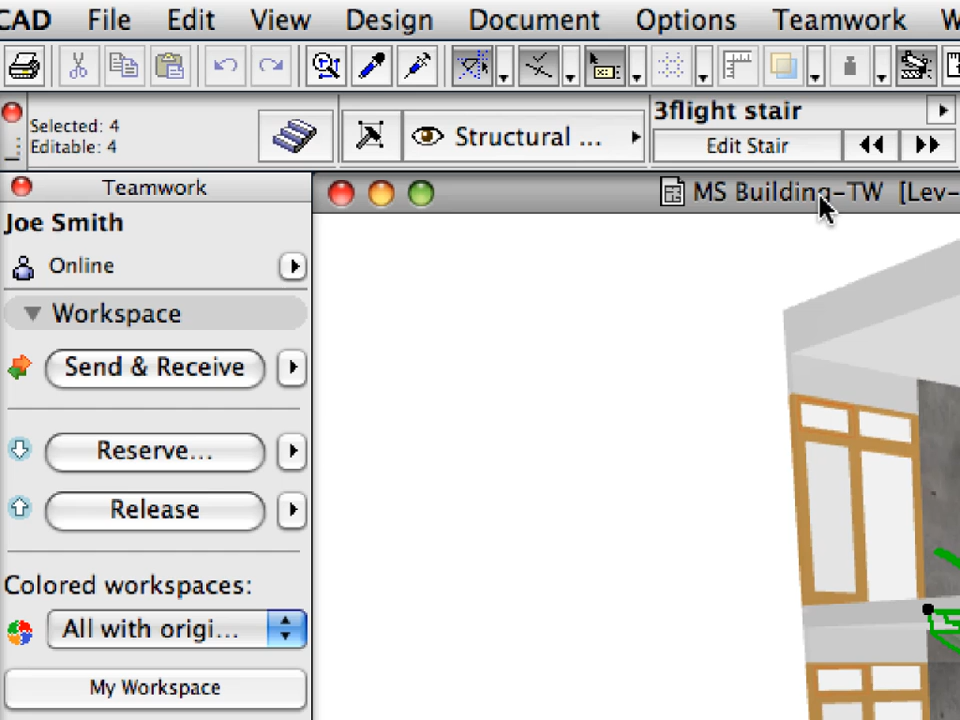 CAD File Edit View Design Document Options Teamwork W
Selected: 4
Editable: 4
Structural ...
3flight stair
Edit Stair
Teamwork
MS Building-TW [Lev-
Joe Smith
Online
Workspace
Send & Receive
Reserve...
Release
Colored workspaces:
All with origi...
My Workspace